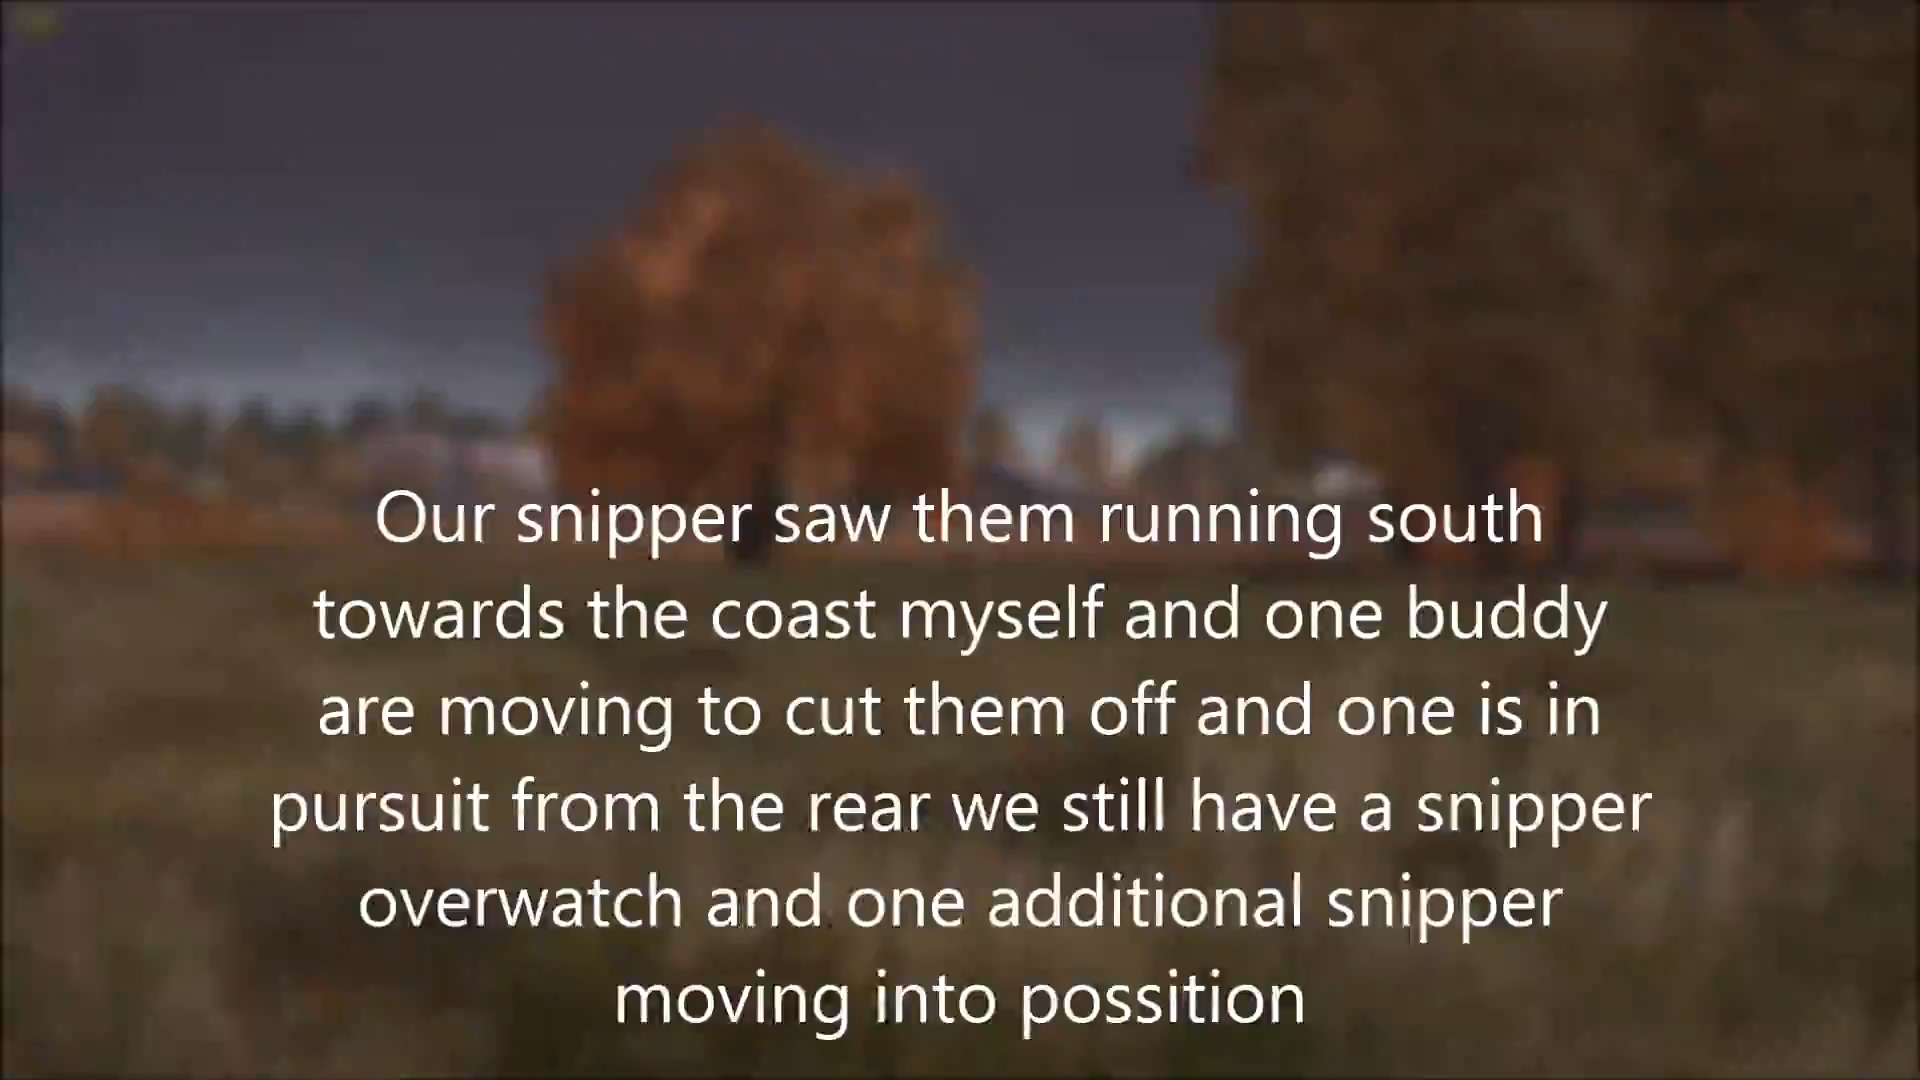 Our snipper saw them running south
towards the coast myself and one buddy
are moving to cut them off and one is in
pursuit from the rear we still have a snipper
overwatch and one additional snipper
moving into possition